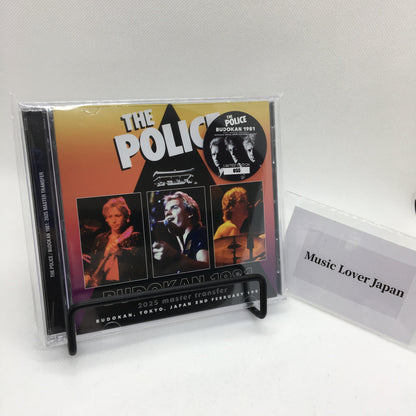 THE POLICE / BUDOKAN 1981: 2025 MASTER TRANSFER
THE
POLICE
THE
POLICE
BUDOKAN 1981
LIMITED EDITION
055
BUDOKAN 1981
2025 master transfer
BUDOKAN, TOKYO, JAPAN 2ND FEBRUARY 198
Music Lover Japan